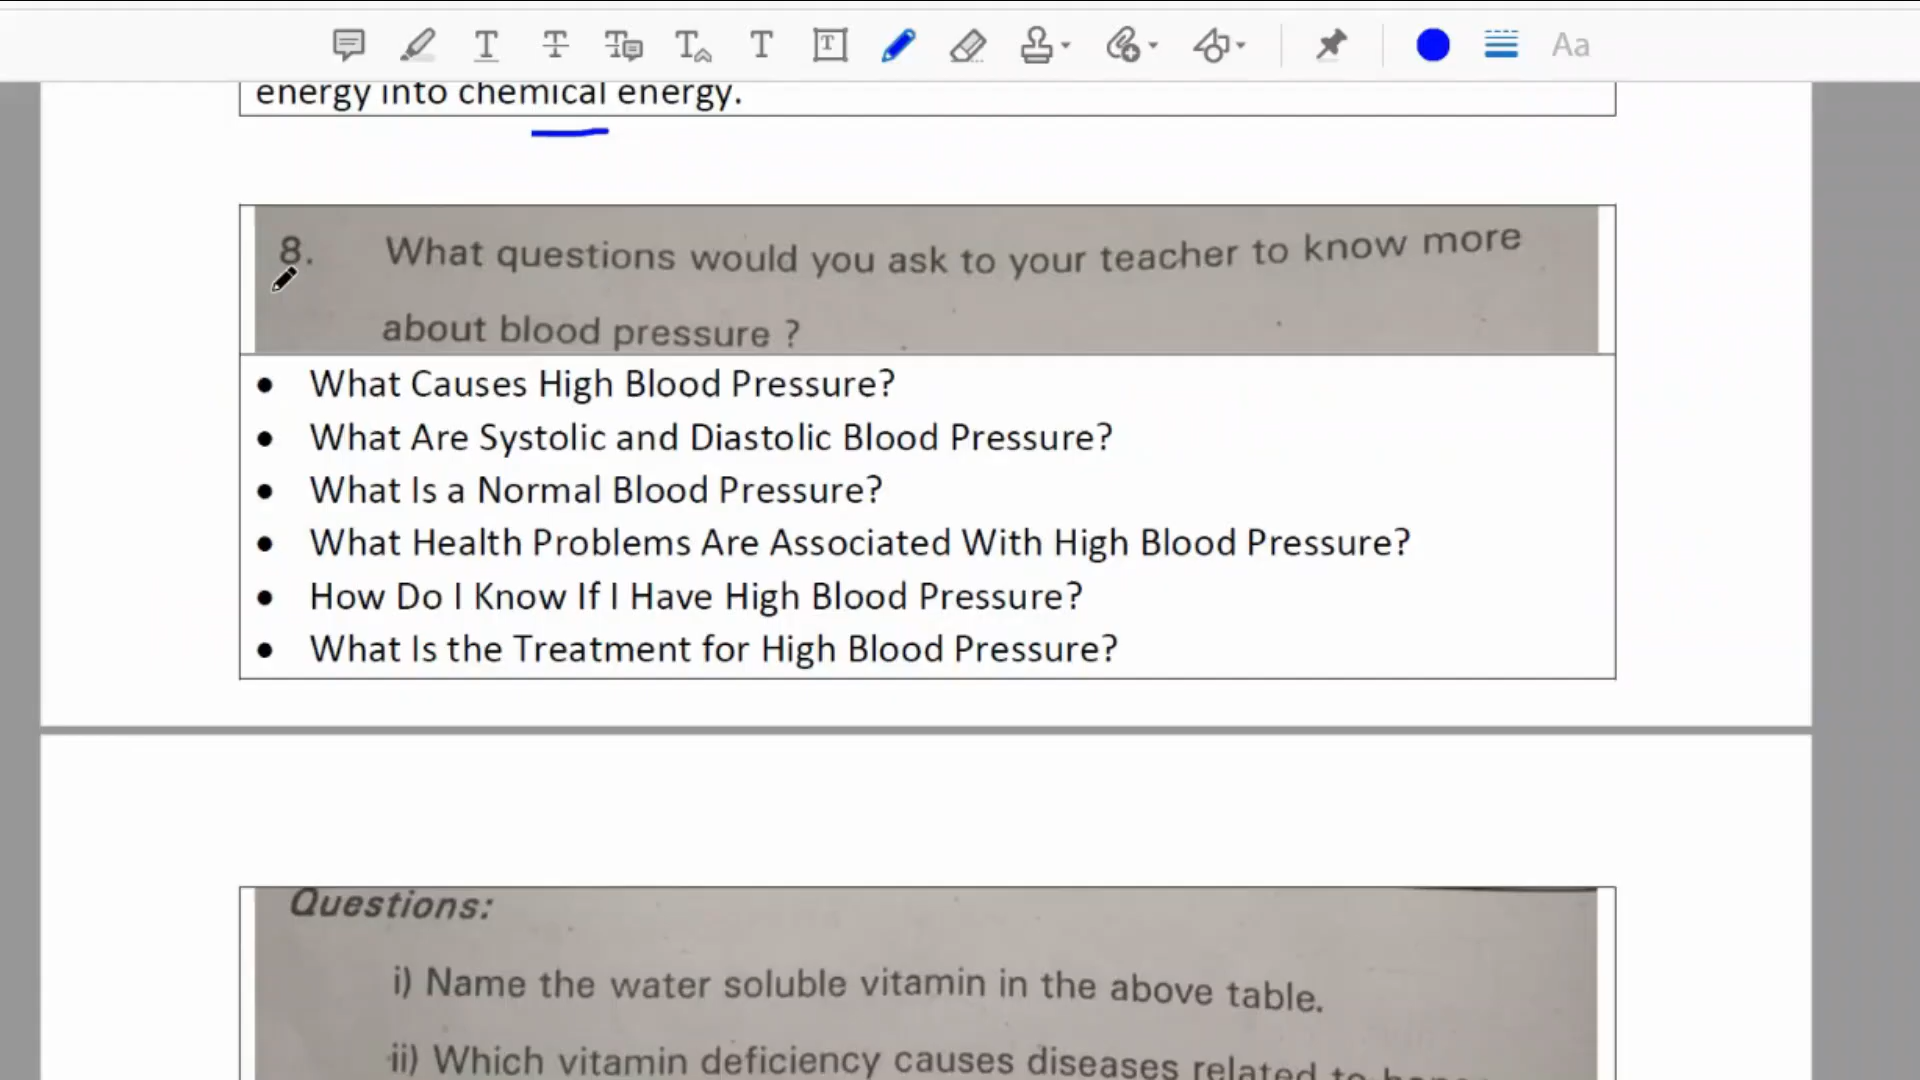 Aa
energy into chemical energy.
8. What questions would you ask to your teacher to know more
about blood pressure ?
• What Causes High Blood Pressure?
• What Are Systolic and Diastolic Blood Pressure?
• What Is a Normal Blood Pressure?
• What Health Problems Are Associated With High Blood Pressure?
• How Do I Know If I Have High Blood Pressure?
• What Is the Treatment for High Blood Pressure?
Questions:
i) Name the water soluble vitamin in the above table.
ii) Which vitamin deficiency causes diseases related to